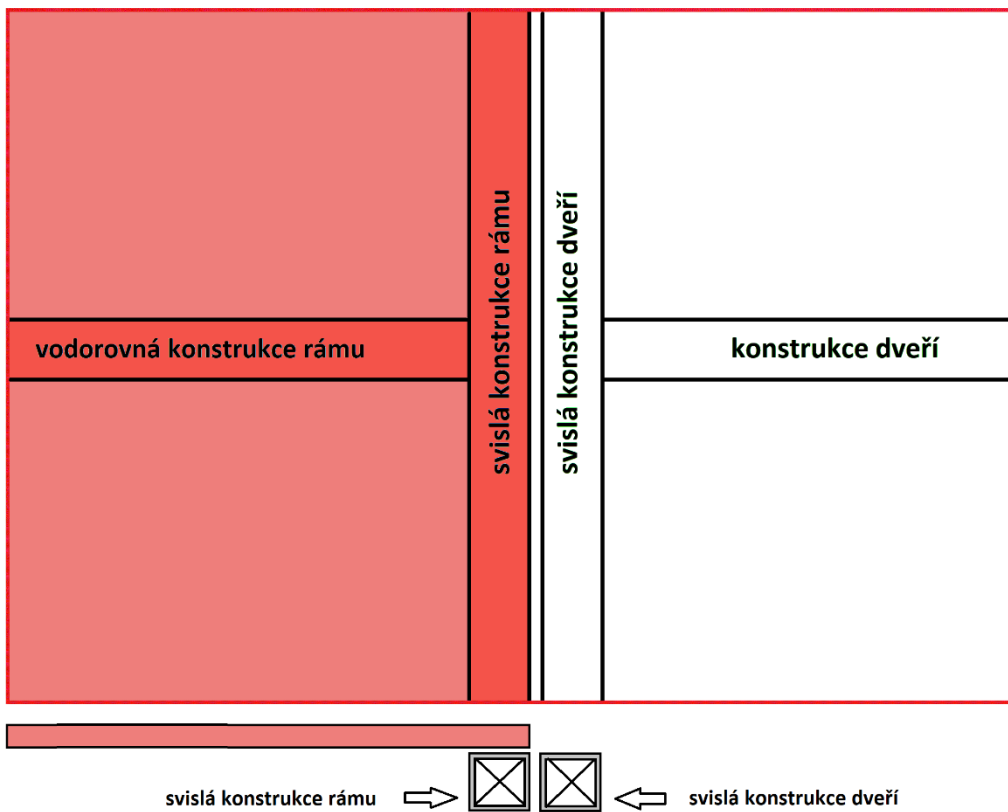 vodorovná konstrukce rámu
svislá konstrukce rámu
svislá konstrukce dveří
konstrukce dveří
svislá konstrukce rámu
svislá konstrukce dveří